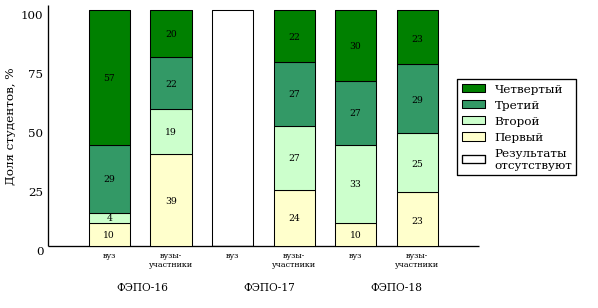 100
75
50
25
0
Доля студентов, %
57
29
4
10
20
22
19
39
22
27
27
24
30
27
33
10
23
29
25
23
вуз
вузы-
участники
вуз
вузы-
участники
вуз
вузы-
участники
ФЭПО-16
ФЭПО-17
ФЭПО-18
Четвертый
Третий
Второй
Первый
Результаты
отсутствуют